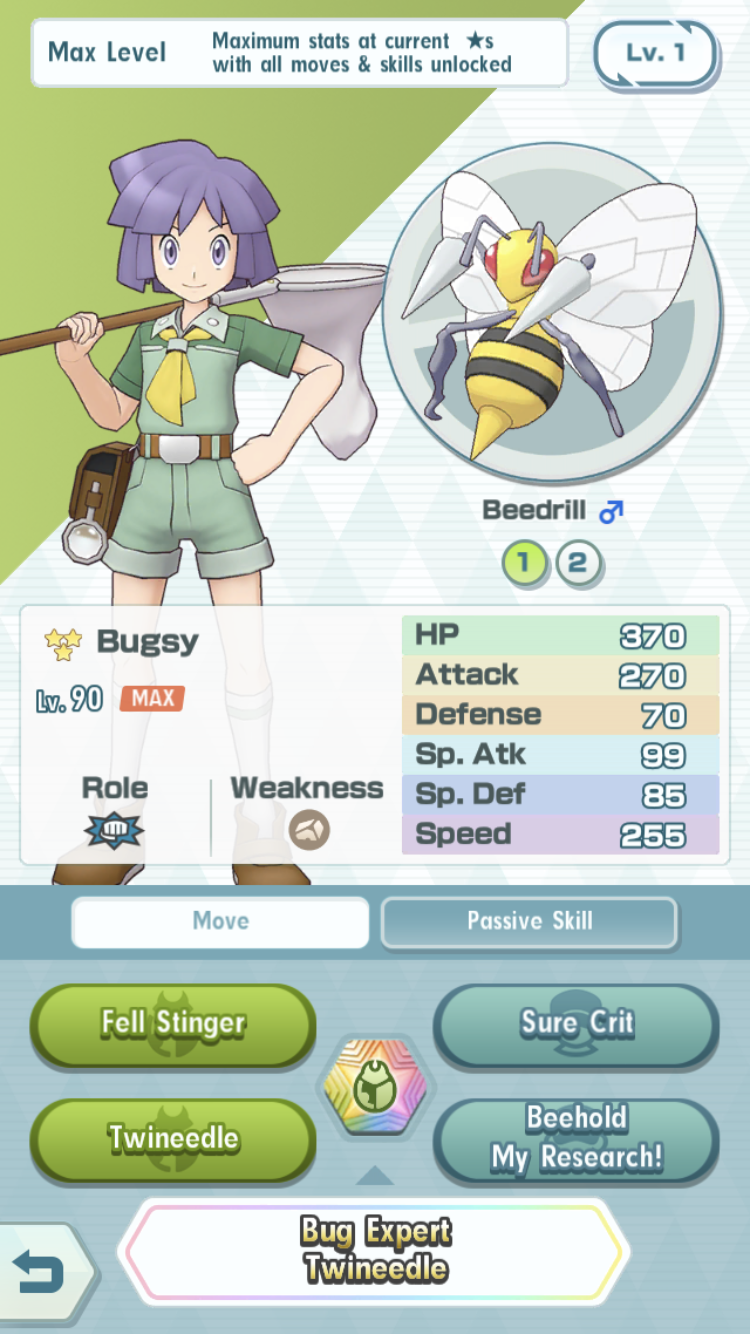 Max Level
Maximum stats at current ★s
with all moves & skills unlocked
Lv. 1
Beedrill ♂
1 2
Bugsy
Lv. 90 MAX
Role
Weakness
HP 370
Attack 270
Defense 70
Sp. Atk 99
Sp. Def 85
Speed 255
Move
Passive Skill
Fell Stinger
Sure Crit
Twineedle
Beehold
My Research!
Bug Expert
Twineedle